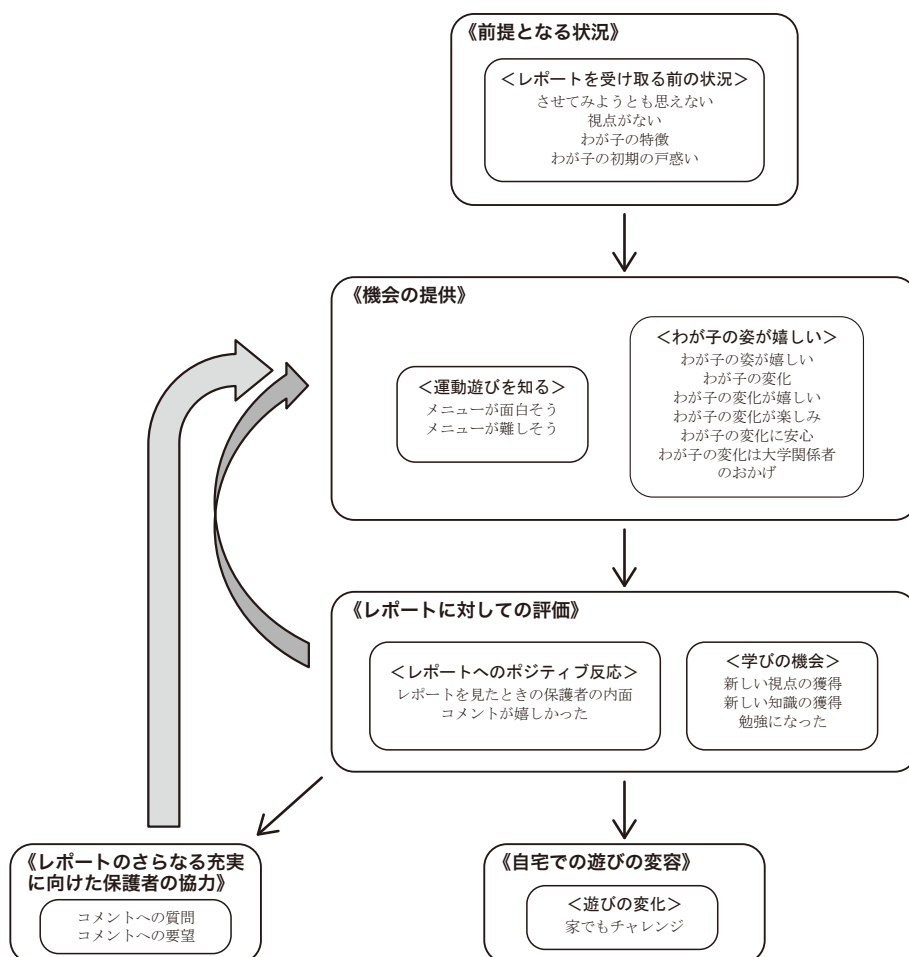 《前提となる状況》
＜レポートを受け取る前の状況＞
させてみようとも思えない
視点がない
わが子の特徴
わが子の初期の戸惑い
《機会の提供》
＜運動遊びを知る＞
メニューが面白そう
メニューが難しそう
＜わが子の姿が嬉しい＞
わが子の姿が嬉しい
わが子の変化
わが子の変化が嬉しい
わが子の変化が楽しみ
わが子の変化に安心
わが子の変化は大学関係者
のおかげ
《レポートに対しての評価》
＜レポートへのポジティブ反応＞
レポートを見たときの保護者の内面
コメントが嬉しかった
＜学びの機会＞
新しい視点の獲得
新しい知識の獲得
勉強になった
《レポートのさらなる充実
に向けた保護者の協力》
コメントへの質問
コメントへの要望
《自宅での遊びの変容》
＜遊びの変化＞
家でもチャレンジ